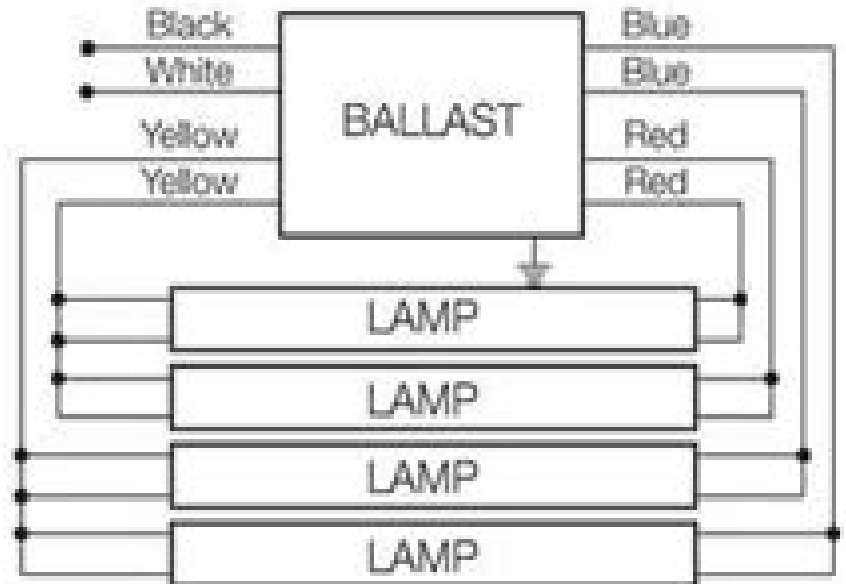 Black
White
Yellow
Yellow
BALLAST
Blue
Blue
Red
Red
LAMP
LAMP
LAMP
LAMP